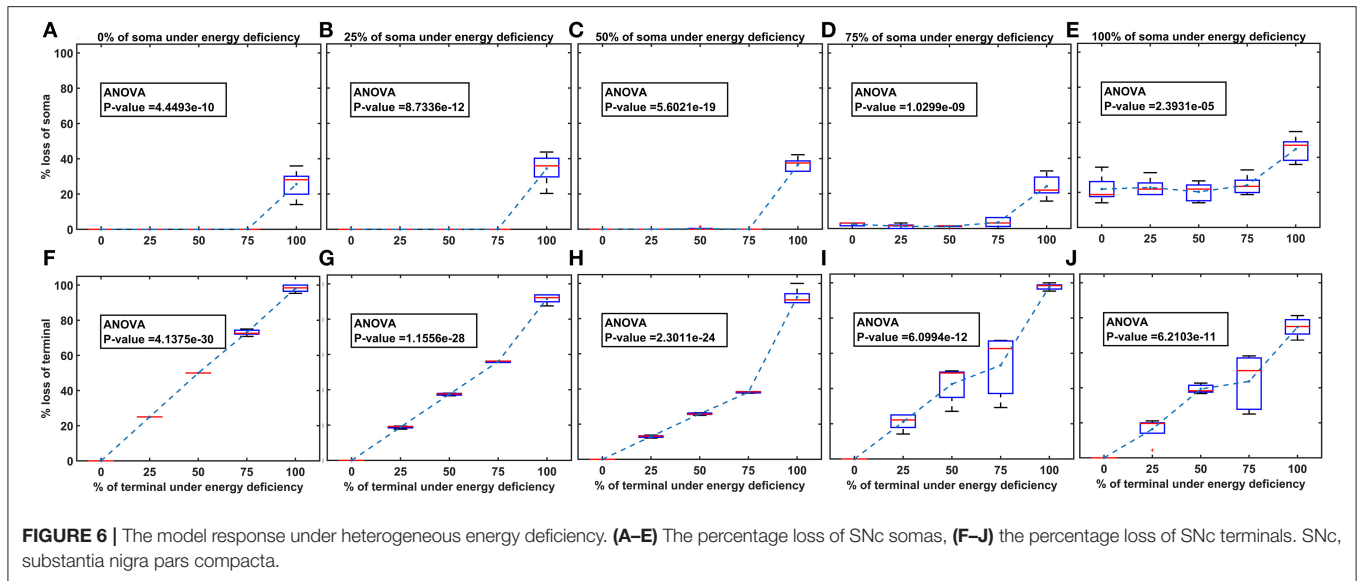 A
0% of soma under energy deficiency
B
25% of soma under energy deficiency
C
50% of soma under energy deficiency
D
75% of soma under energy deficiency
E
100% of soma under energy deficiency
% loss of soma
100
80
60
40
20
0
ANOVA
P-value =4.4493e-10
ANOVA
P-value =8.7336e-12
ANOVA
P-value =5.6021e-19
ANOVA
P-value =1.0299e-09
ANOVA
P-value =2.3931e-05
0 25 50 75 100
0 25 50 75 100
0 25 50 75 100
0 25 50 75 100
0 25 50 75 100
F
G
H
I
J
% loss of terminal
100
80
60
40
20
0
ANOVA
P-value =4.1375e-30
ANOVA
P-value =1.1556e-28
ANOVA
P-value =2.3011e-24
ANOVA
P-value =6.0994e-12
ANOVA
P-value =6.2103e-11
0 25 50 75 100
0 25 50 75 100
0 25 50 75 100
0 25 50 75 100
0 25 50 75 100
% of terminal under energy deficiency
% of terminal under energy deficiency
% of terminal under energy deficiency
% of terminal under energy deficiency
% of terminal under energy deficiency
FIGURE 6 | The model response under heterogeneous energy deficiency. (A–E) The percentage loss of SNc somas, (F–J) the percentage loss of SNc terminals. SNc,
substantia nigra pars compacta.